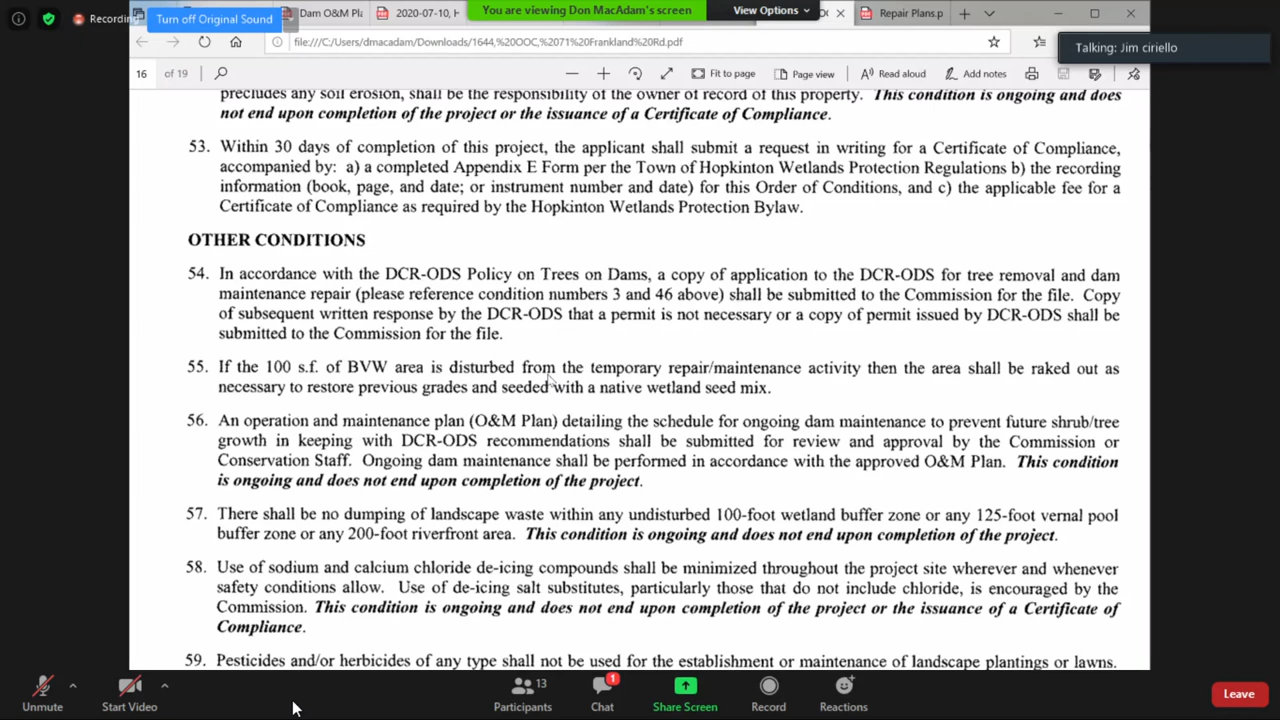 Recording
Turn off Original Sound
Dam O&M Pl
2020-07-10,
You are viewing Don MacAdam's screen
View Options
Repair Plans.p
file:///C:/Users/dmacadam/Downloads/1644,%20OOC,%2071%20Frankland%20Rd.pdf
Talking: Jim ciriello
16 of 19
Fit to page
Page view
Read aloud
Add notes
precludes any soil erosion, shall be the responsibility of the owner of record of this property. This condition is ongoing and does
not end upon completion of the project or the issuance of a Certificate of Compliance.
53. Within 30 days of completion of this project, the applicant shall submit a request in writing for a Certificate of Compliance,
accompanied by: a) a completed Appendix E Form per the Town of Hopkinton Wetlands Protection Regulations b) the recording
information (book, page, and date; or instrument number and date) for this Order of Conditions, and c) the applicable fee for a
Certificate of Compliance as required by the Hopkinton Wetlands Protection Bylaw.
OTHER CONDITIONS
54. In accordance with the DCR-ODS Policy on Trees on Dams, a copy of application to the DCR-ODS for tree removal and dam
maintenance repair (please reference condition numbers 3 and 46 above) shall be submitted to the Commission for the file. Copy
of subsequent written response by the DCR-ODS that a permit is not necessary or a copy of permit issued by DCR-ODS shall be
submitted to the Commission for the file.
55. If the 100 s.f. of BVW area is disturbed from the temporary repair/maintenance activity then the area shall be raked out as
necessary to restore previous grades and seeded with a native wetland seed mix.
56. An operation and maintenance plan (O&M Plan) detailing the schedule for ongoing dam maintenance to prevent future shrub/tree
growth in keeping with DCR-ODS recommendations shall be submitted for review and approval by the Commission or
Conservation Staff. Ongoing dam maintenance shall be performed in accordance with the approved O&M Plan. This condition
is ongoing and does not end upon completion of the project.
57. There shall be no dumping of landscape waste within any undisturbed 100-foot wetland buffer zone or any 125-foot vernal pool
buffer zone or any 200-foot riverfront area. This condition is ongoing and does not end upon completion of the project.
58. Use of sodium and calcium chloride de-icing compounds shall be minimized throughout the project site wherever and whenever
safety conditions allow. Use of de-icing salt substitutes, particularly those that do not include chloride, is encouraged by the
Commission. This condition is ongoing and does not end upon completion of the project or the issuance of a Certificate of
Compliance.
59. Pesticides and/or herbicides of any type shall not be used for the establishment or maintenance of landscape plantings or lawns.
Unmute
Start Video
13
Participants
1
Chat
Share Screen
Record
Reactions
Leave